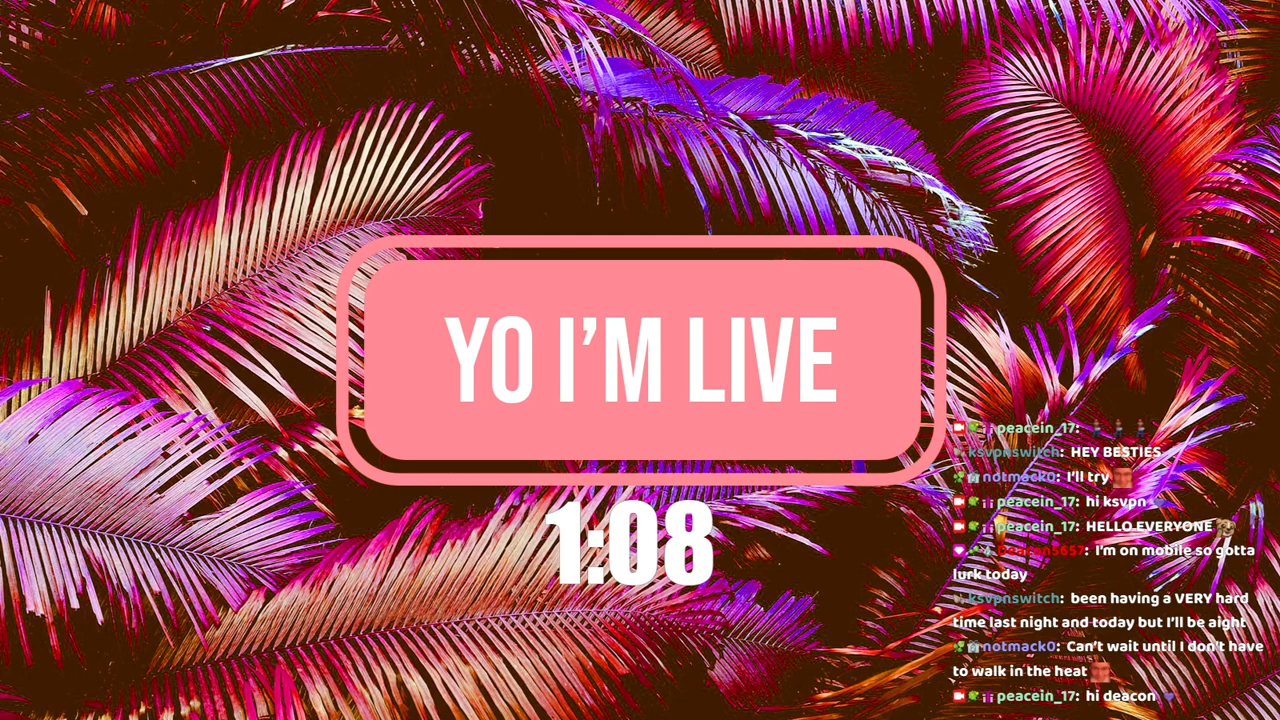 YO I’M LIVE
1:08
peacein_17:
ksvpnswitch: HEY BESTIES
notmack0: I'll try
peacein_17: hi ksvpn
peacein_17: HELLO EVERYONE
Deacon5657: I'm on mobile so gotta
lurk today
ksvpnswitch: been having a VERY hard
time last night and today but I'll be aight
notmack0: Can't wait until I don't have
to walk in the heat
peacein_17: hi deacon